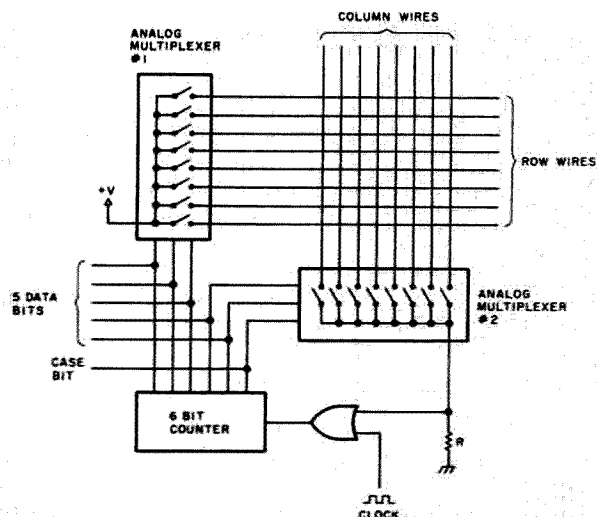 COLUMN WIRES
ANALOG
MULTIPLEXER
#1
ROW WIRES
+V
5 DATA
BITS
ANALOG
MULTIPLEXER
#2
CASE
BIT
6 BIT
COUNTER
R
CLOCK